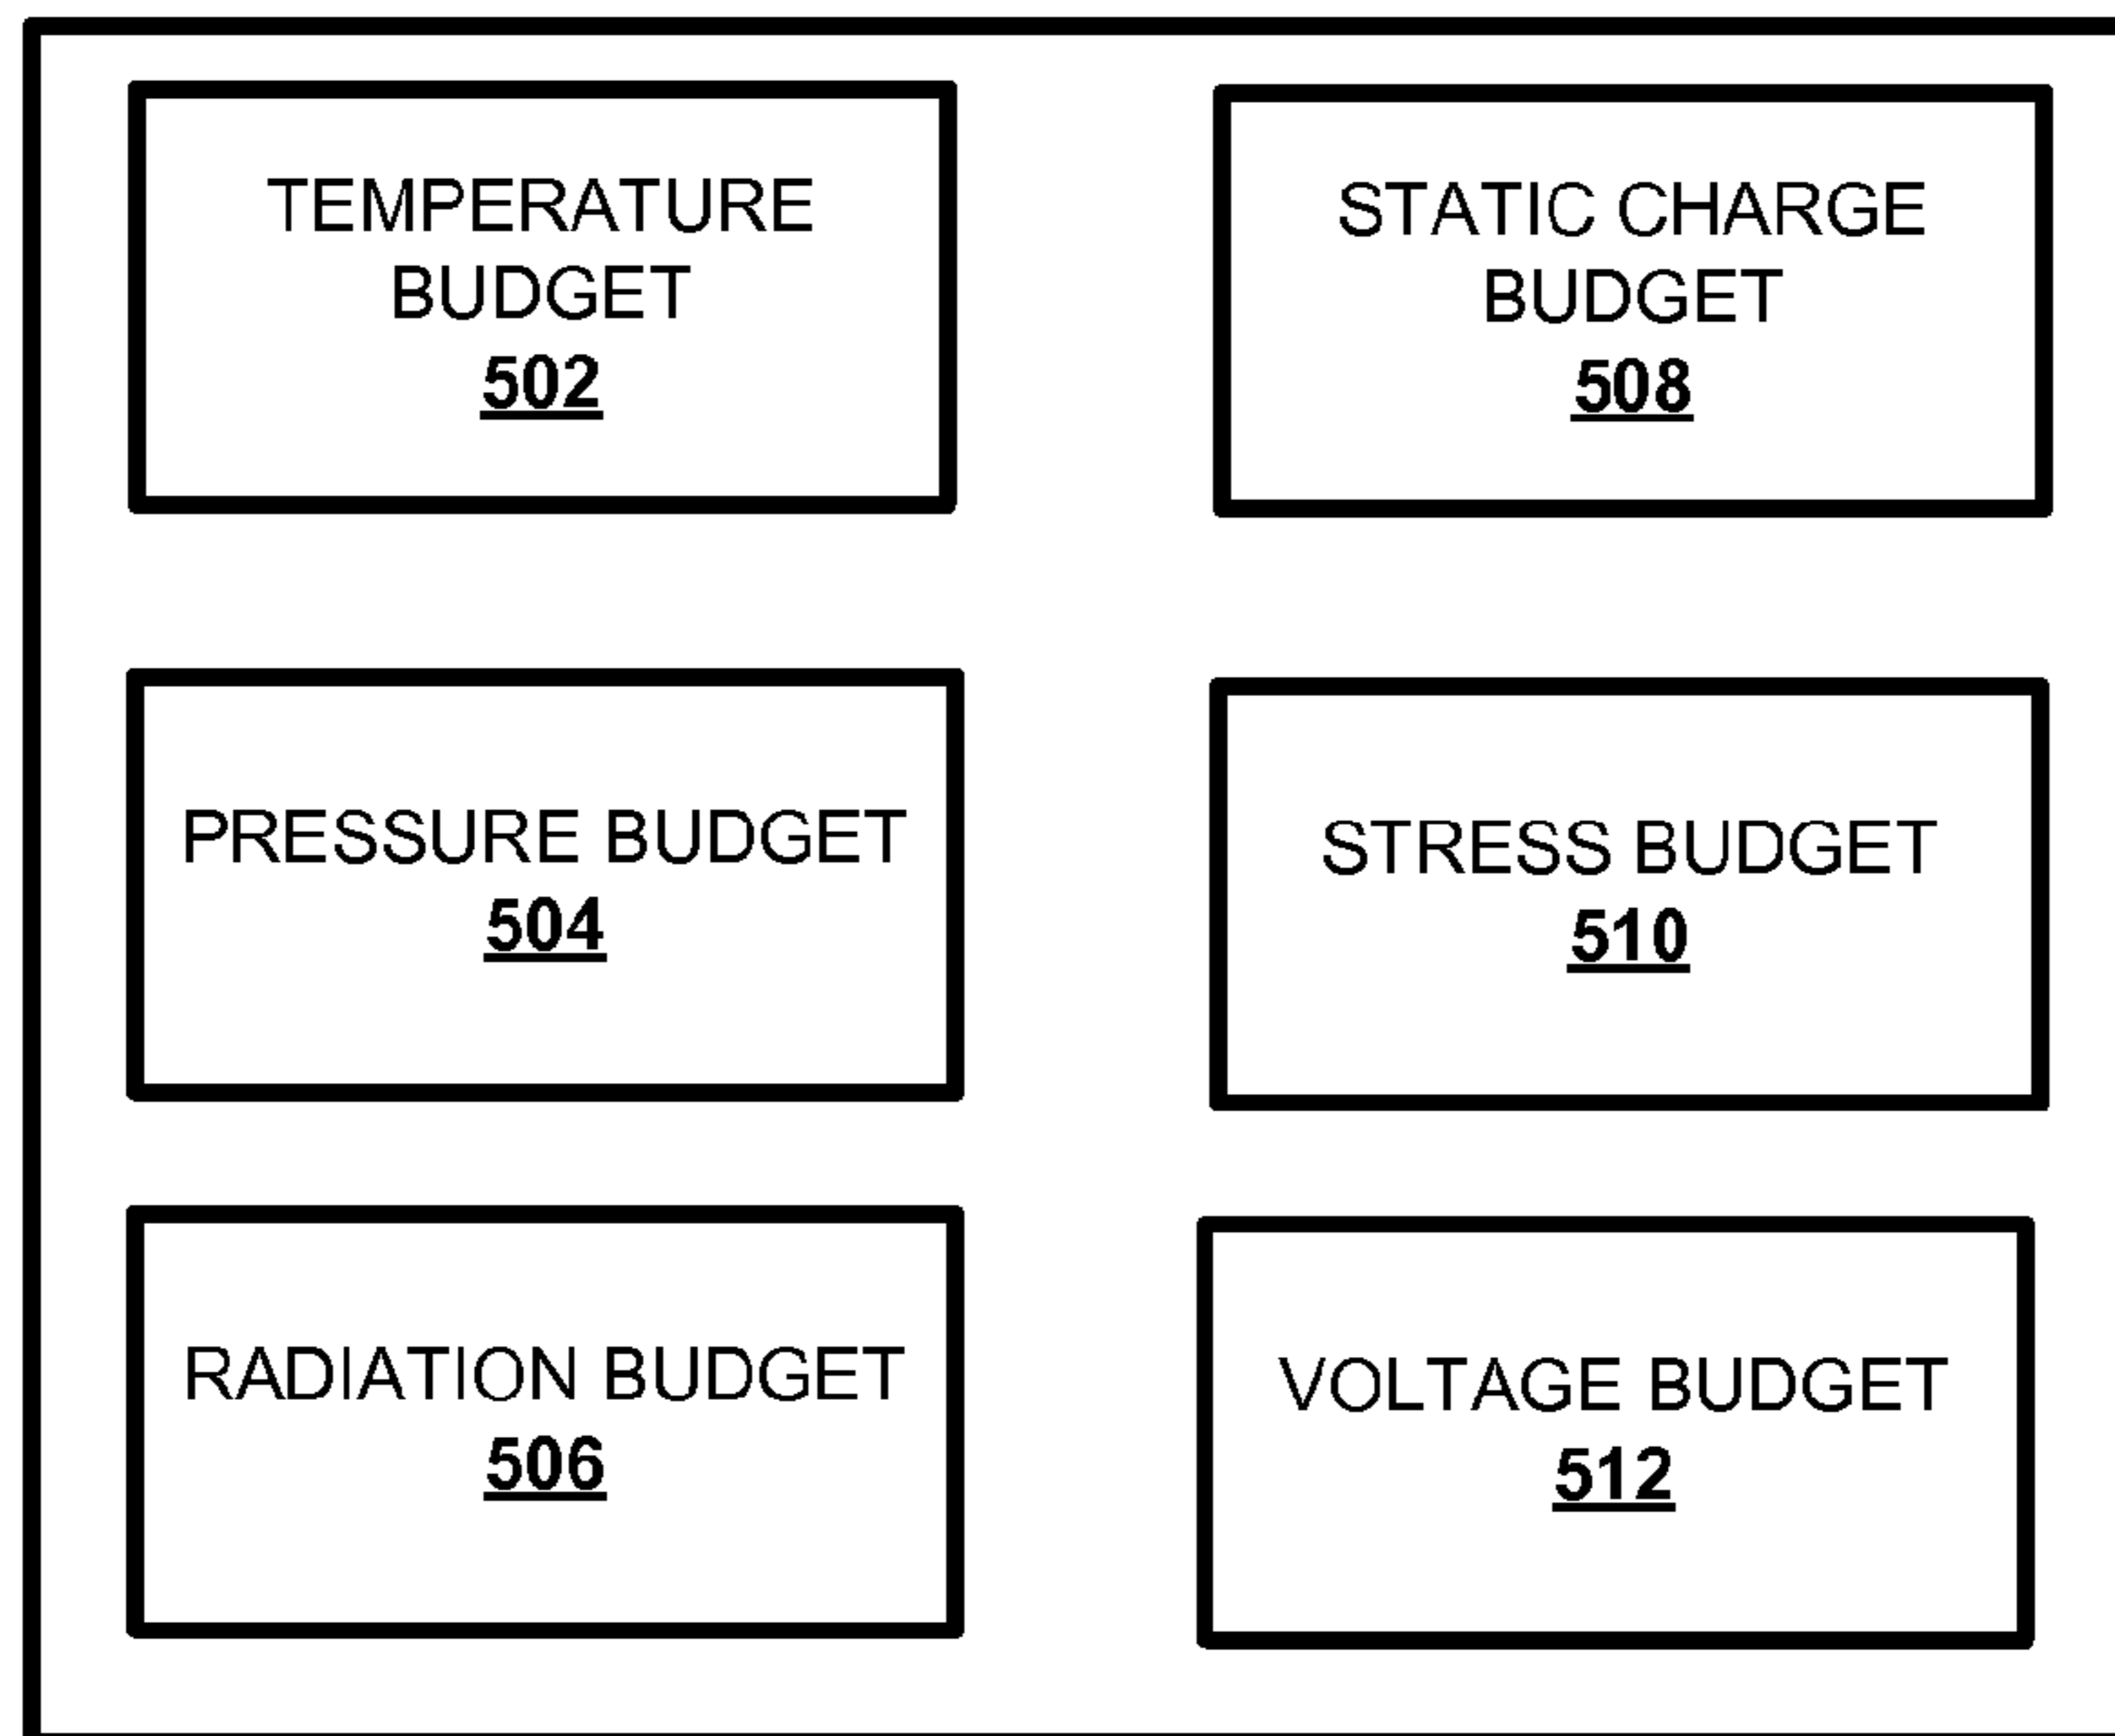 TEMPERATURE
BUDGET
502
STATIC CHARGE
BUDGET
508
PRESSURE BUDGET
504
STRESS BUDGET
510
RADIATION BUDGET
506
VOLTAGE BUDGET
512